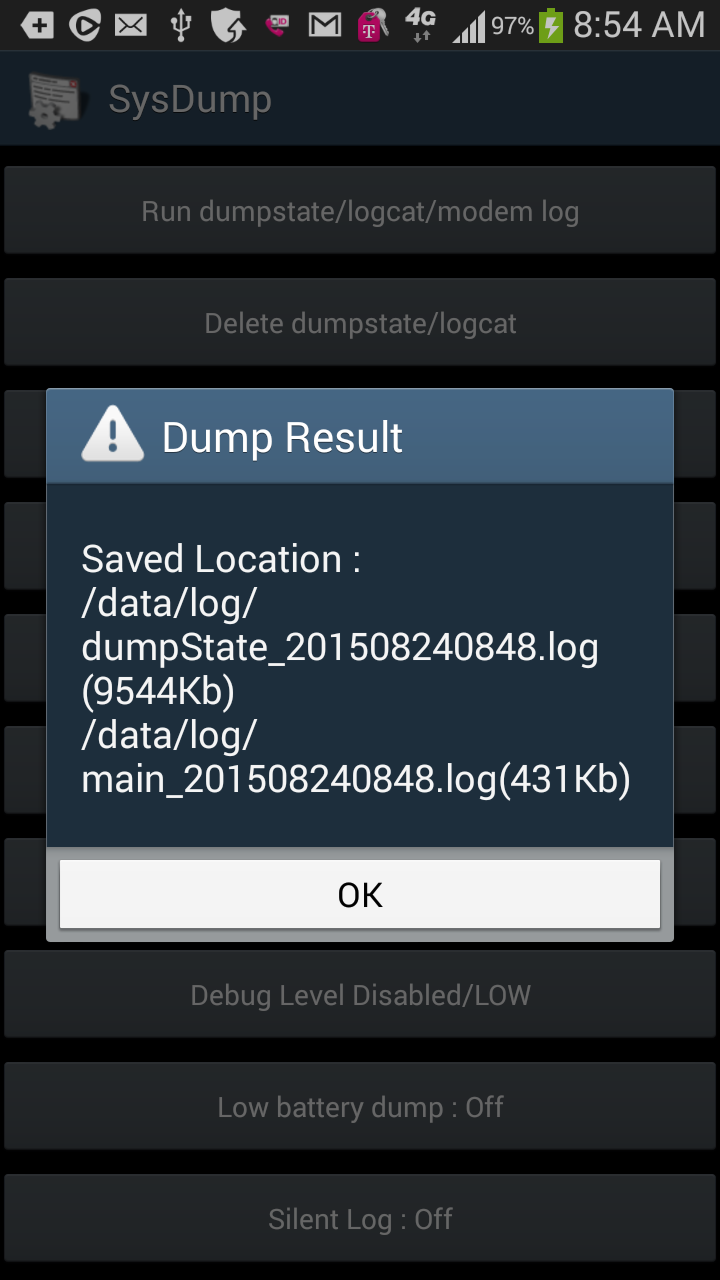 CID
T
4G
97%
8:54 AM
SysDump
Run dumpstate/logcat/modem log
Delete dumpstate/logcat
Dump Result
Saved Location :
/data/log/
dumpState_201508240848.log
(9544Kb)
/data/log/
main_201508240848.log(431Kb)
OK
Debug Level Disabled/LOW
Low battery dump : Off
Silent Log : Off